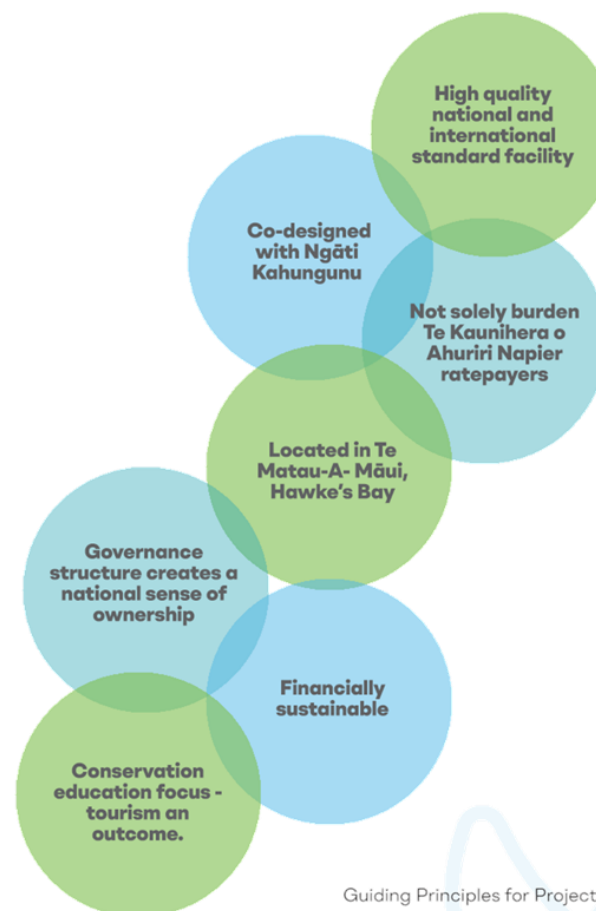 High quality
national and
international
standard facility
Co-designed
with Ngāti
Kahungunu
Not solely burden
Te Kaunihera o
Ahuriri Napier
ratepayers
Located in Te
Matau-A- Māui,
Hawke's Bay
Governance
structure creates a
national sense of
ownership
Financially
sustainable
Conservation
education focus -
tourism an
outcome.
Guiding Principles for Project